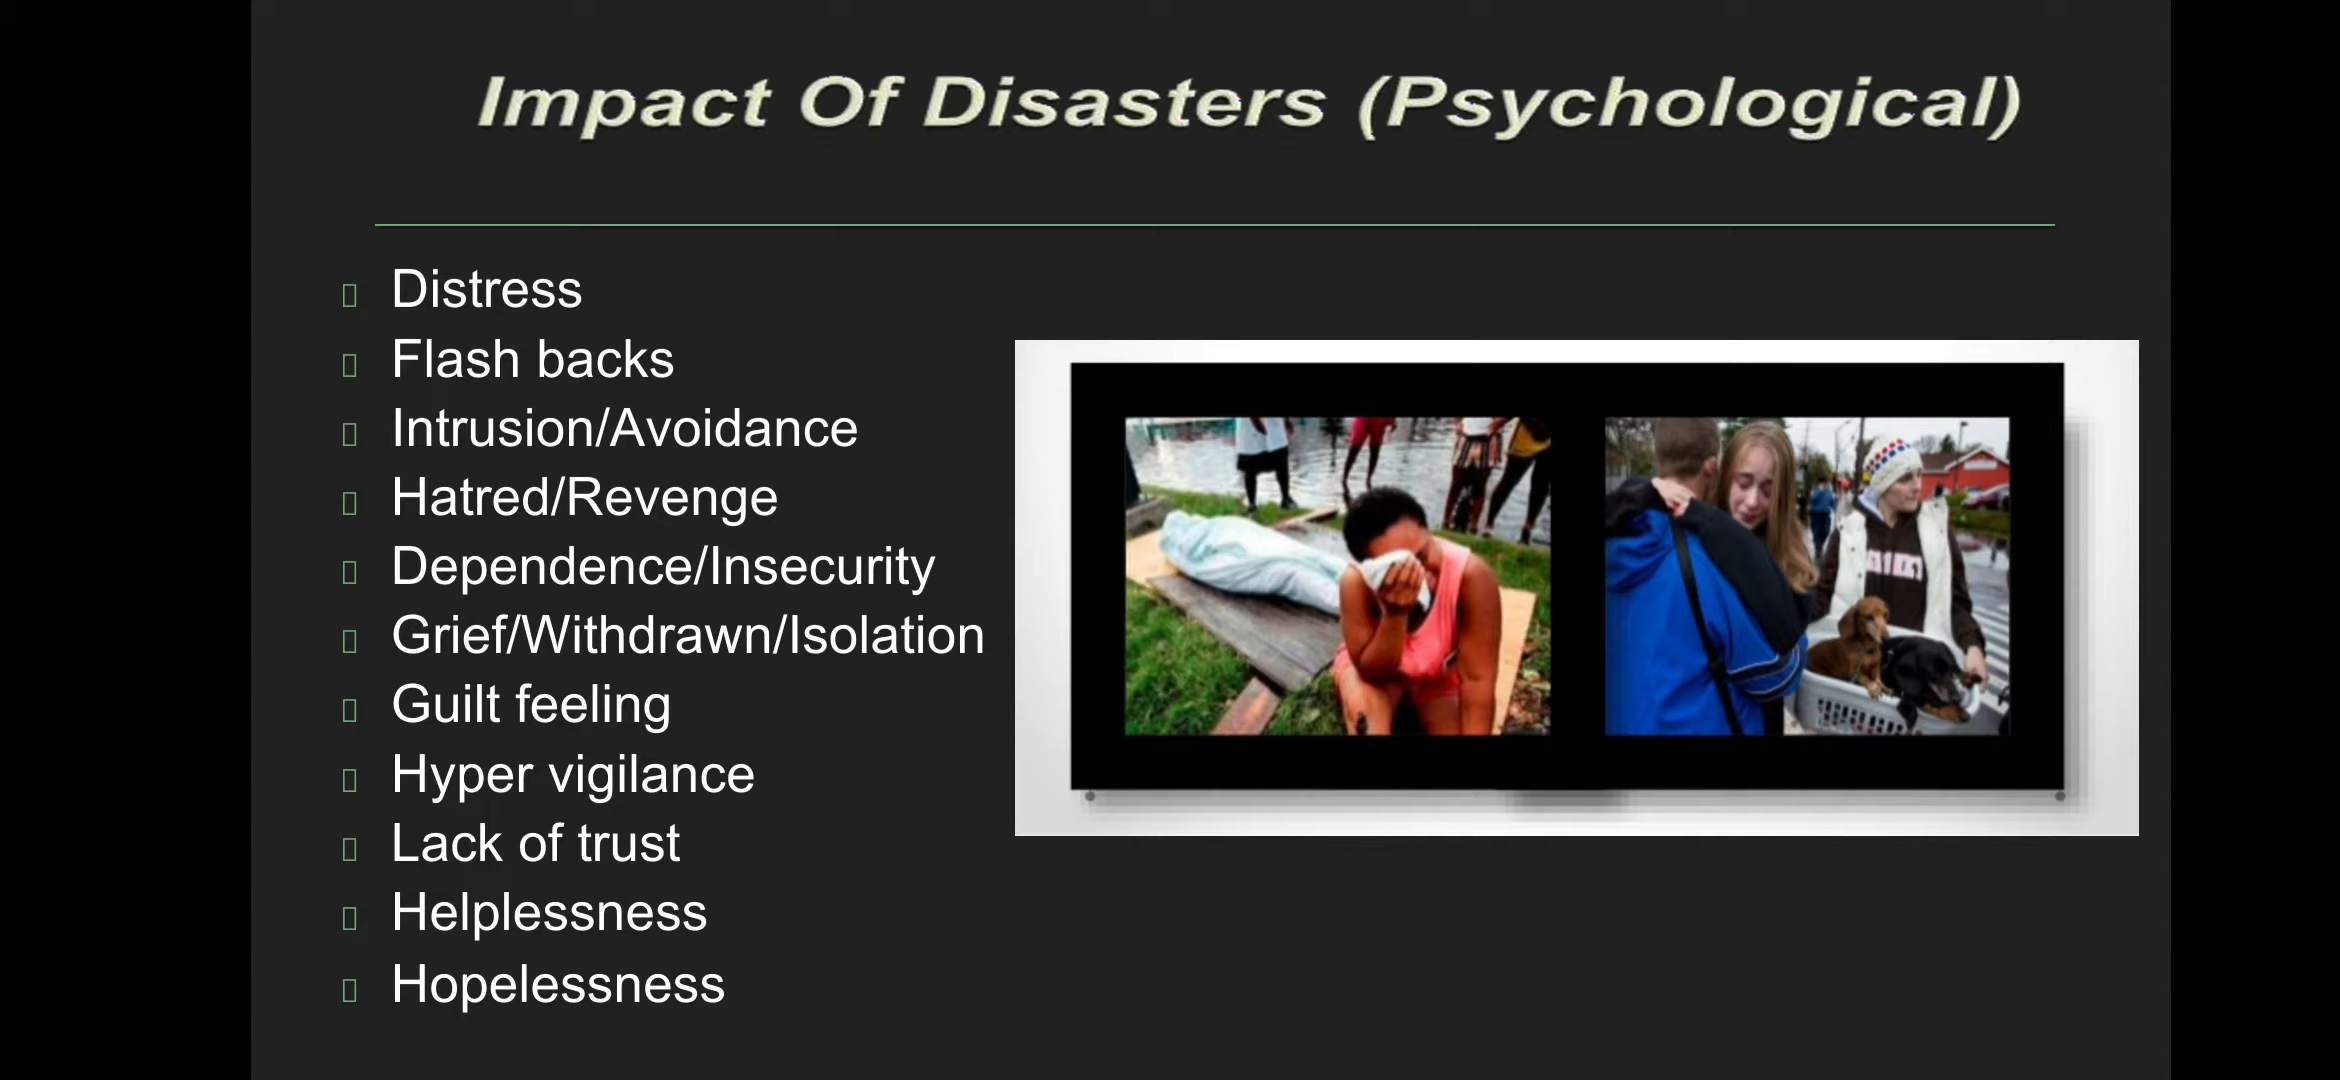 Impact Of Disasters (Psychological)
Distress
Flash backs
Intrusion/Avoidance
Hatred/Revenge
Dependence/Insecurity
Grief/Withdrawn/Isolation
Guilt feeling
Hyper vigilance
Lack of trust
Helplessness
Hopelessness